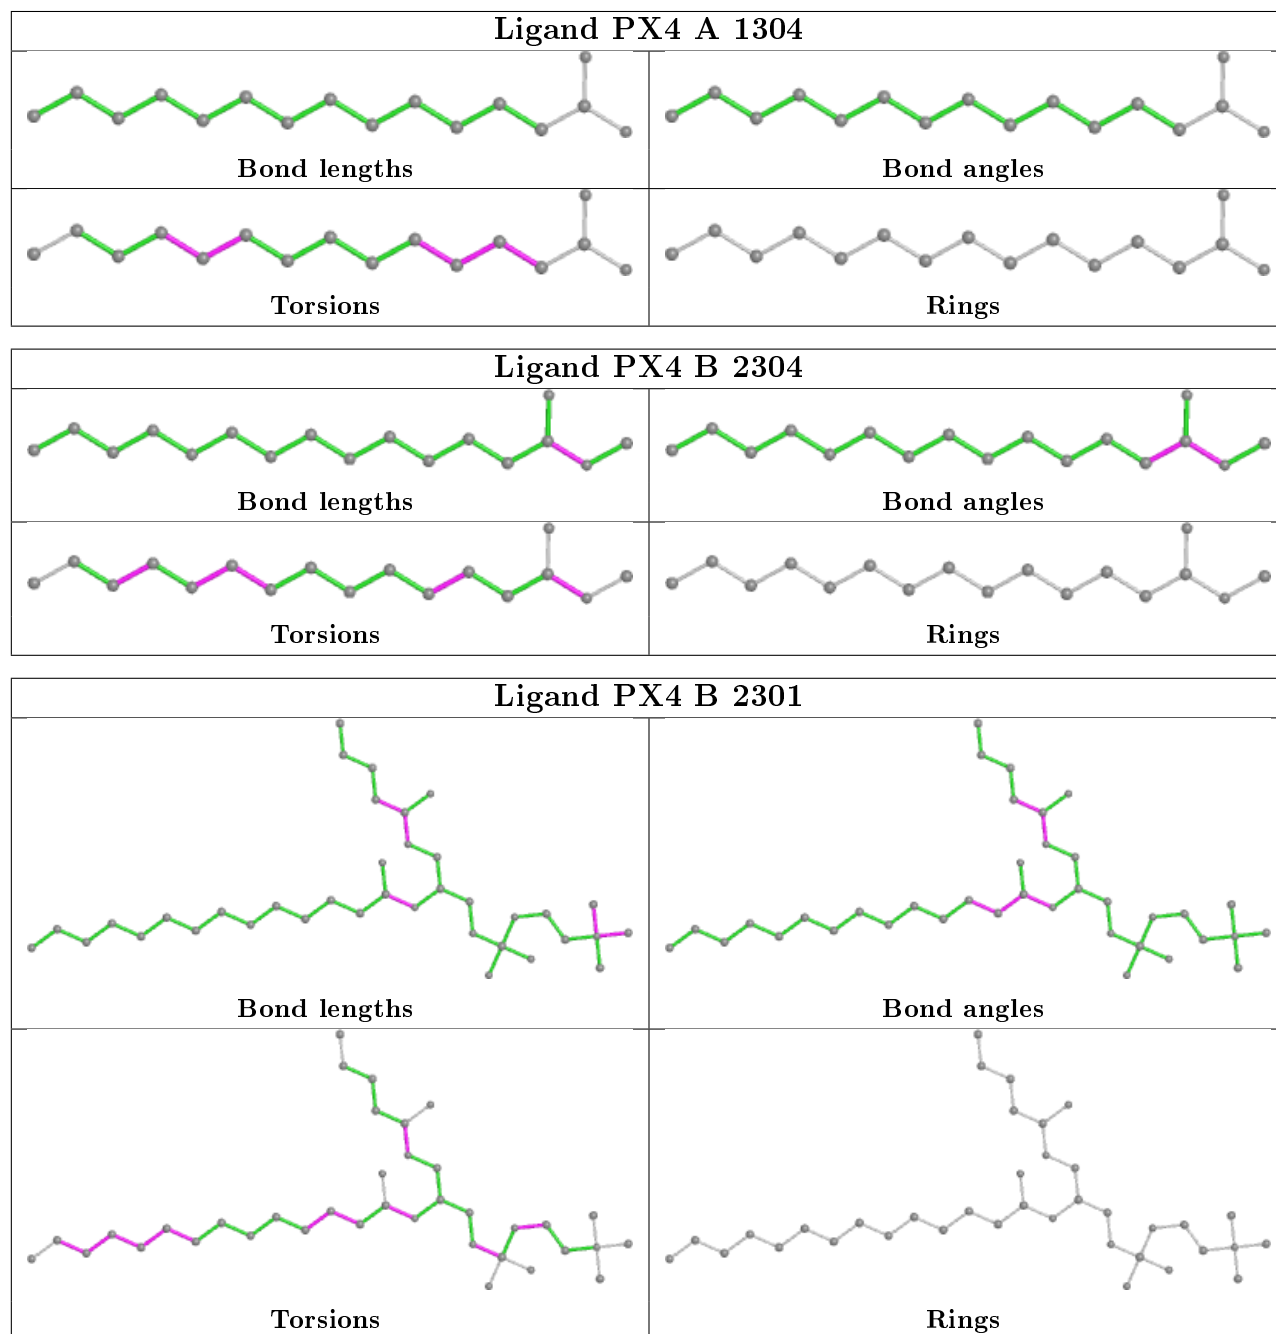 Ligand PX4 A 1304
Bond lengths
Bond angles
Torsions
Rings
Ligand PX4 B 2304
Bond lengths
Bond angles
Torsions
Rings
Ligand PX4 B 2301
Bond lengths
Bond angles
Torsions
Rings